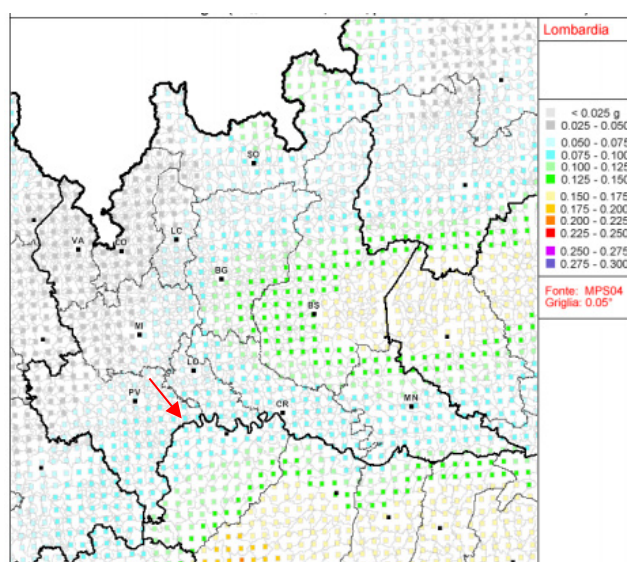 Lombardia
< 0.025 g
0.025 - 0.050
0.050 - 0.075
0.075 - 0.100
0.100 - 0.125
0.125 - 0.150
0.150 - 0.175
0.175 - 0.200
0.200 - 0.225
0.225 - 0.250
0.250 - 0.275
0.275 - 0.300
Fonte: MPS04
Griglia: 0.05°
SO
LC
VA
CO
BG
BS
MI
LO
PV
CR
MN